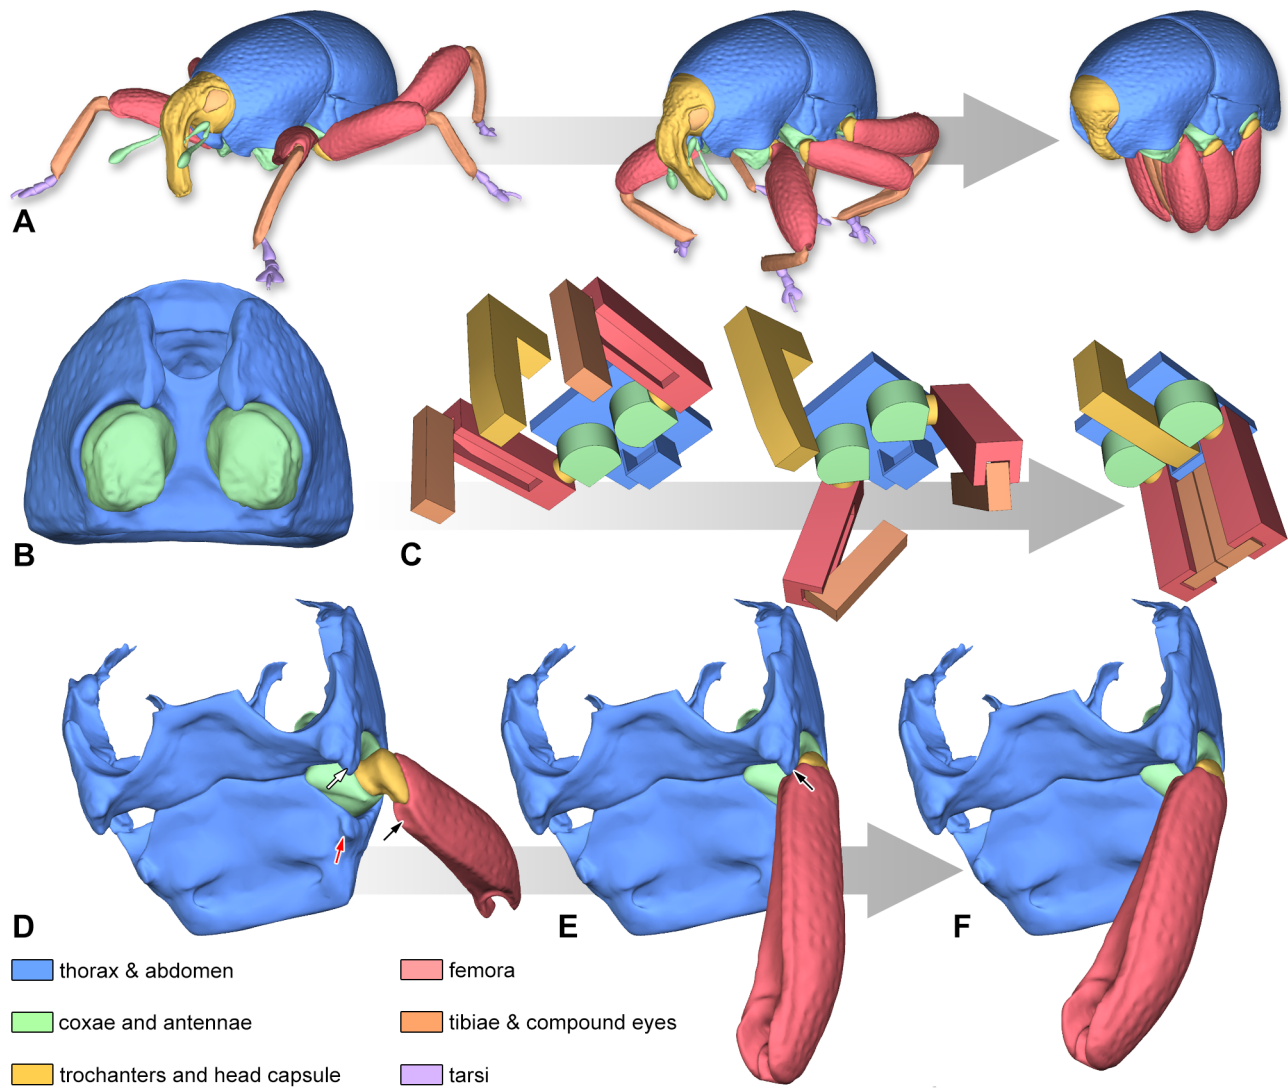 A
B
C
D
E
F
thorax & abdomen
femora
coxae and antennae
tibiae & compound eyes
trochanters and head capsule
tarsi